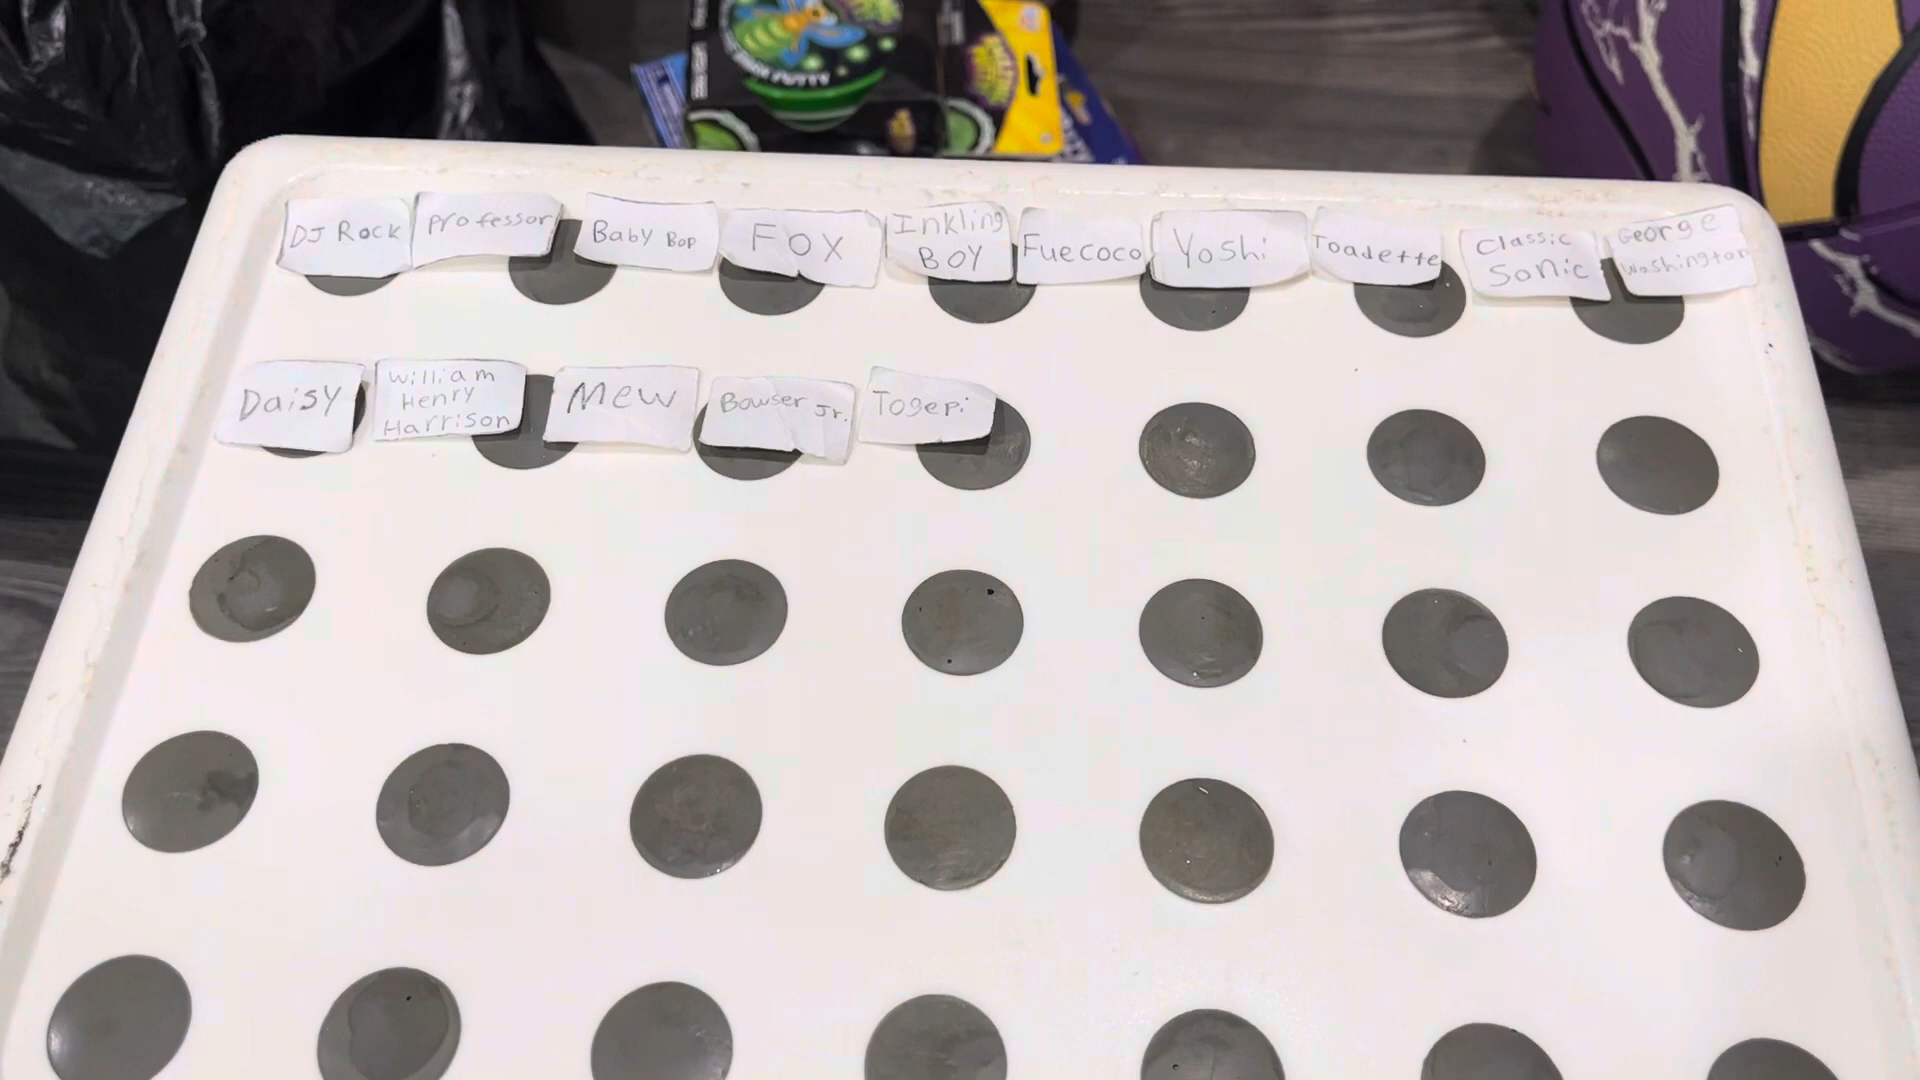 PUTTY
DJ Rock
Professor
Baby Bop
FOX
Inkling
BOY
Fuecoco
Yoshi
Toadette
Classic
Sonic
George
Washington
Daisy
William
Henry
Harrison
Mew
Bowser Jr.
Togepi